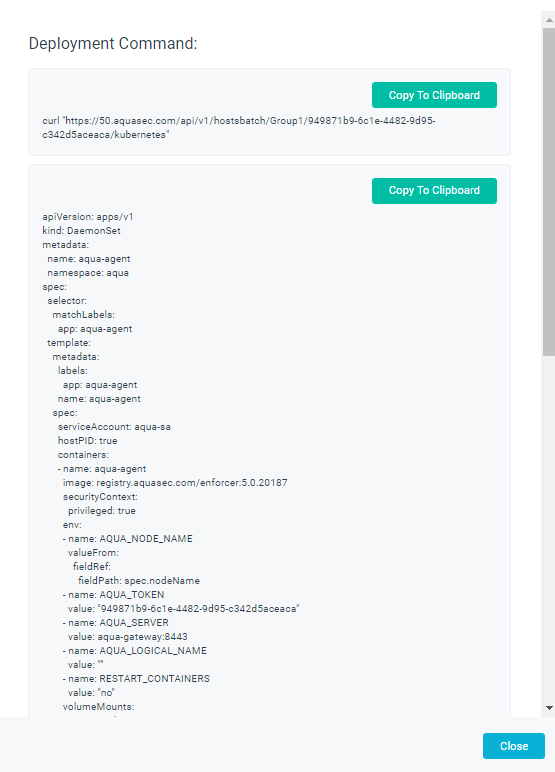 Deployment Command:
Copy To Clipboard
curl "https://50.aquasec.com/api/v1/hostsbatch/Group1/949871b9-6c1e-4482-9d95-
c342d5aceaca/kubernetes"
Copy To Clipboard
apiVersion: apps/v1
kind: DaemonSet
metadata:
  name: aqua-agent
  namespace: aqua
spec:
  selector:
    matchLabels:
      app: aqua-agent
  template:
    metadata:
      labels:
        app: aqua-agent
      name: aqua-agent
    spec:
      serviceAccount: aqua-sa
      hostPID: true
      containers:
      - name: aqua-agent
        image: registry.aquasec.com/enforcer:5.0.20187
        securityContext:
          privileged: true
        env:
        - name: AQUA_NODE_NAME
          valueFrom:
            fieldRef:
              fieldPath: spec.nodeName
        - name: AQUA_TOKEN
          value: "949871b9-6c1e-4482-9d95-c342d5aceaca"
        - name: AQUA_SERVER
          value: aqua-gateway:8443
        - name: AQUA_LOGICAL_NAME
          value: ""
        - name: RESTART_CONTAINERS
          value: "no"
        volumeMounts:
Close